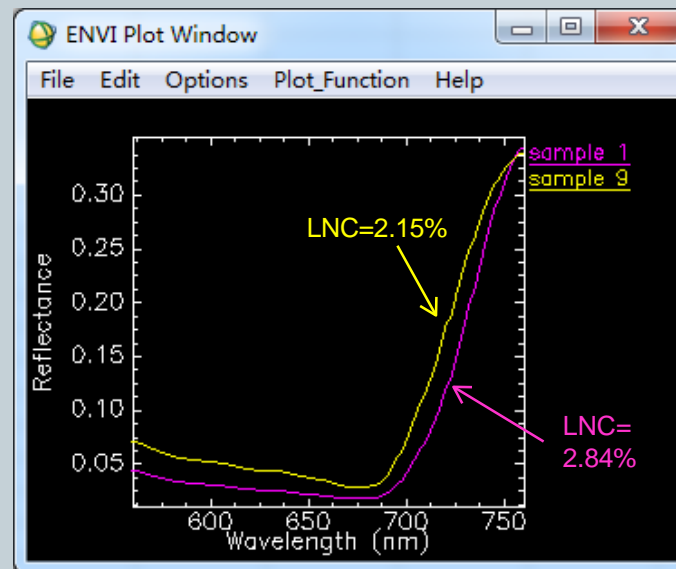 ENVI Plot Window
File Edit Options Plot_Function Help
sample 1
sample 9
0.30
0.25
0.20
0.15
0.10
0.05
Reflectance
LNC=2.15%
LNC=
2.84%
600 650 700 750
Wavelength (nm)